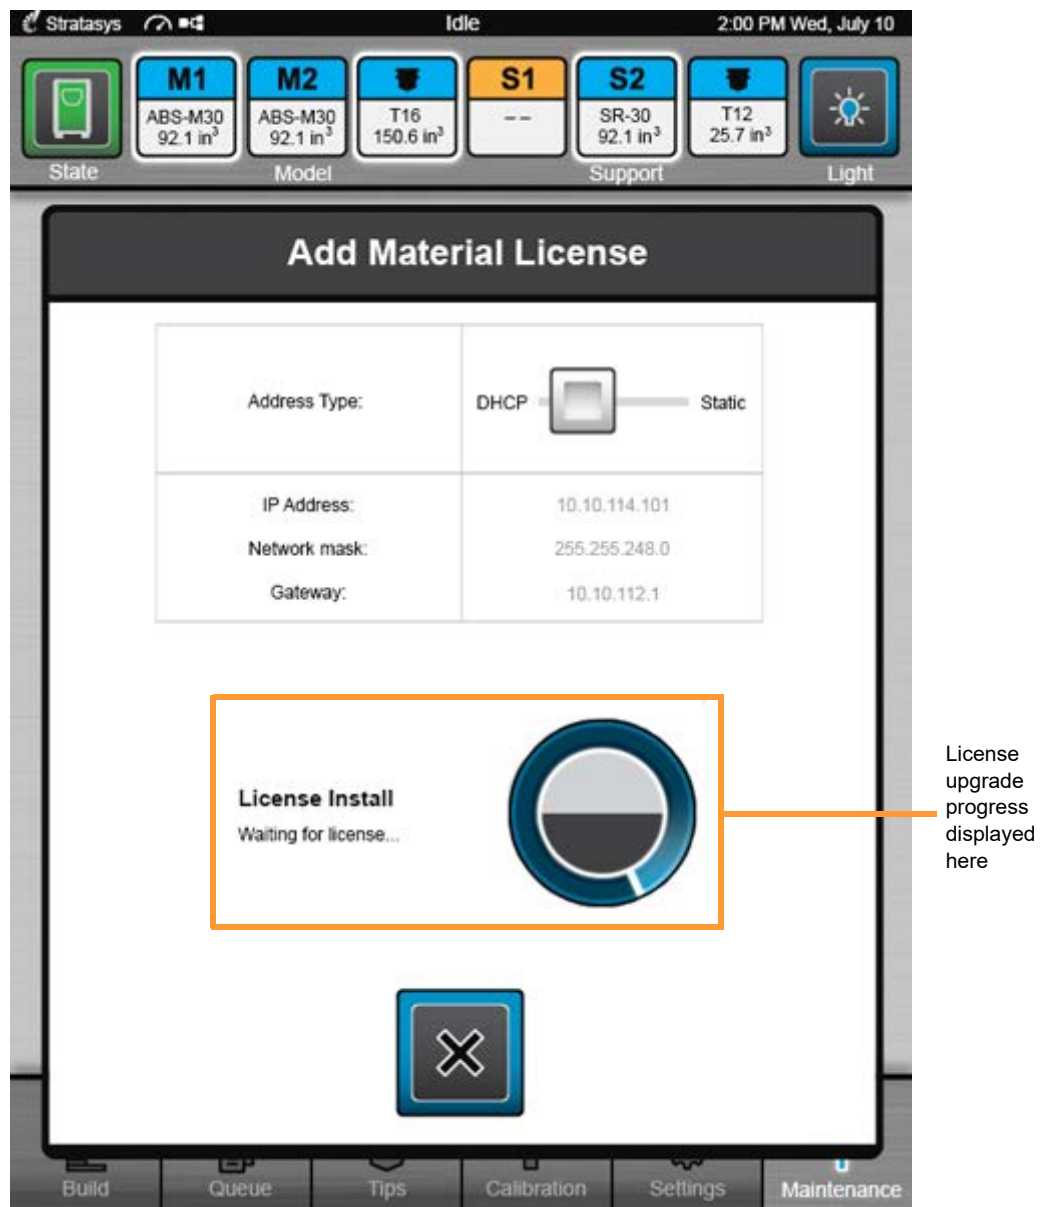 Stratasys Idle 2:00 PM Wed, July 10
M1 M2 S1 S2
ABS-M30 ABS-M30 T16 -- SR-30 T12
92.1 in³ 92.1 in³ 150.6 in³ 92.1 in³ 25.7 in³
State Model Support Light
Add Material License
Address Type: DHCP Static
IP Address: 10.10.114.101
Network mask: 255.255.248.0
Gateway: 10.10.112.1
License Install
Waiting for license...
License
upgrade
progress
displayed
here
Build Queue Tips Calibration Settings Maintenance